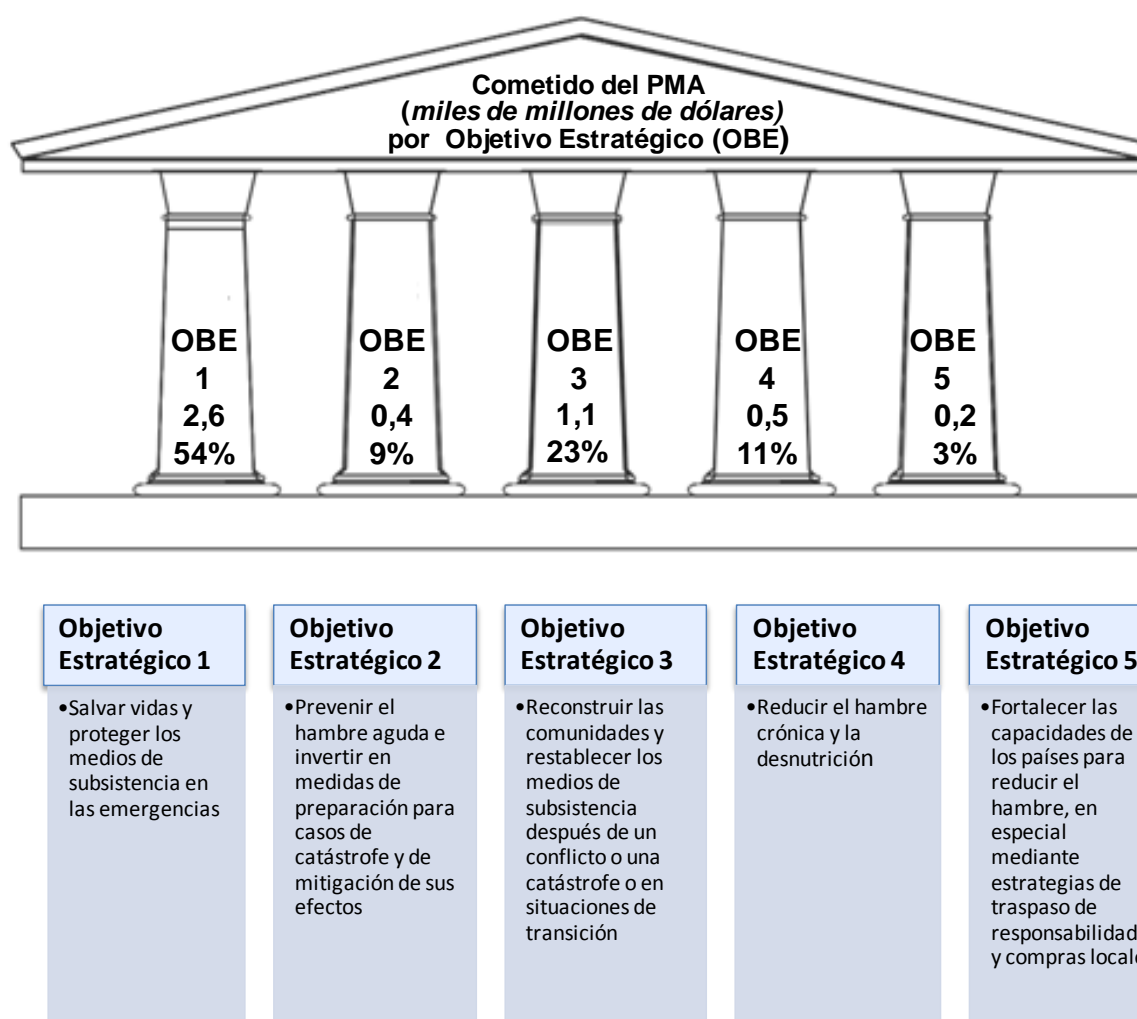 Cometido del PMA
(miles de millones de dólares)
por Objetivo Estratégico (OBE)
OBE
1
2,6
54%
OBE
2
0,4
9%
OBE
3
1,1
23%
OBE
4
0,5
11%
OBE
5
0,2
3%
Objetivo
Estratégico 1
•Salvar vidas y
proteger los
medios de
subsistencia en
las emergencias
Objetivo
Estratégico 2
•Prevenir el
hambre aguda e
invertir en
medidas de
preparación para
casos de
catástrofe y de
mitigación de sus
efectos
Objetivo
Estratégico 3
•Reconstruir las
comunidades y
restablecer los
medios de
subsistencia
después de un
conflicto o una
catástrofe o en
situaciones de
transición
Objetivo
Estratégico 4
•Reducir el hambre
crónica y la
desnutrición
Objetivo
Estratégico 5
•Fortalecer las
capacidades de
los países para
reducir el
hambre, en
especial
mediante
estrategias de
traspaso de
responsabilidad
y compras